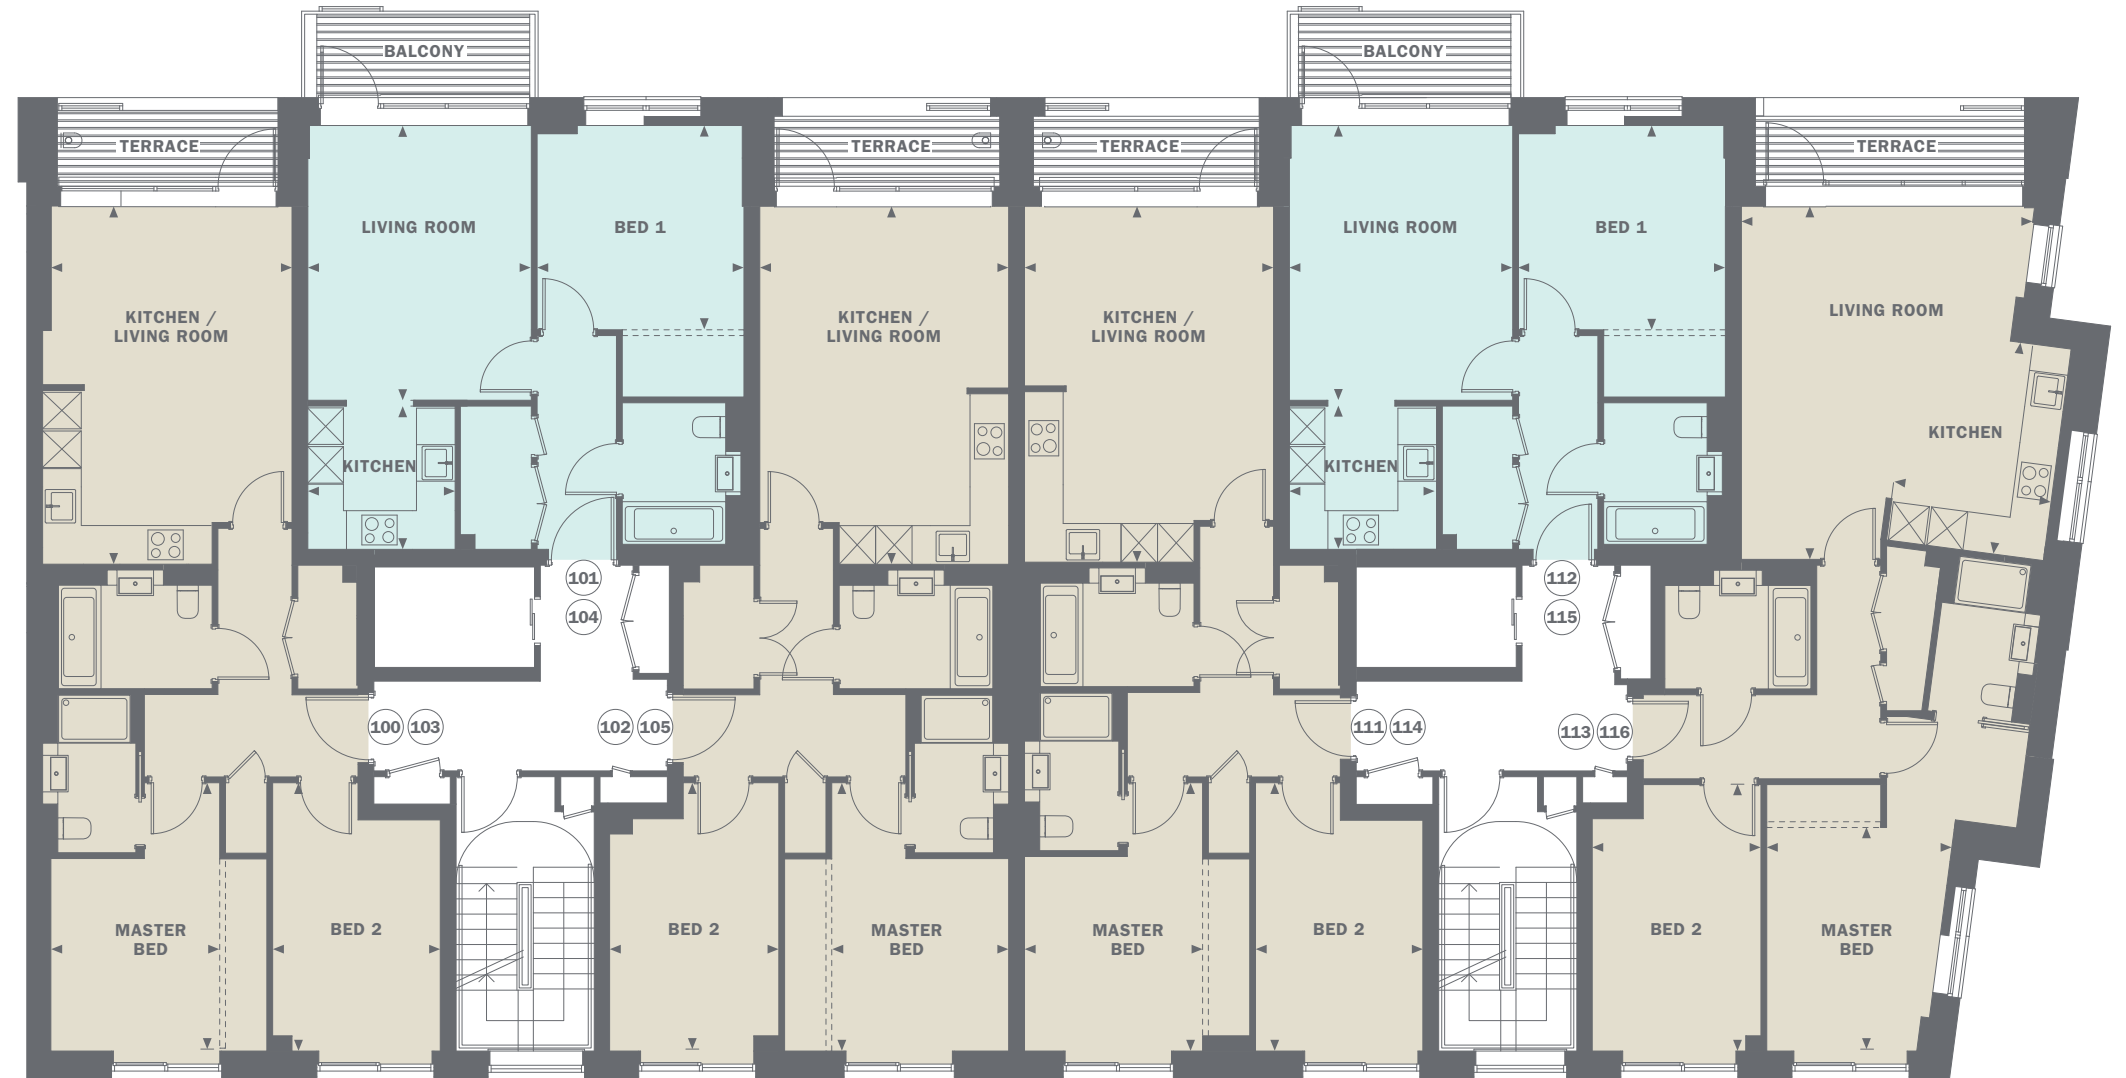 BALCONY
BALCONY
TERRACE
TERRACE
TERRACE
TERRACE
LIVING ROOM
BED 1
LIVING ROOM
BED 1
KITCHEN /
LIVING ROOM
KITCHEN /
LIVING ROOM
KITCHEN /
LIVING ROOM
LIVING ROOM
KITCHEN
KITCHEN
KITCHEN
101
104
112
115
100 103
102 105
111 114
113 116
MASTER
BED
BED 2
BED 2
MASTER
BED
MASTER
BED
BED 2
BED 2
MASTER
BED